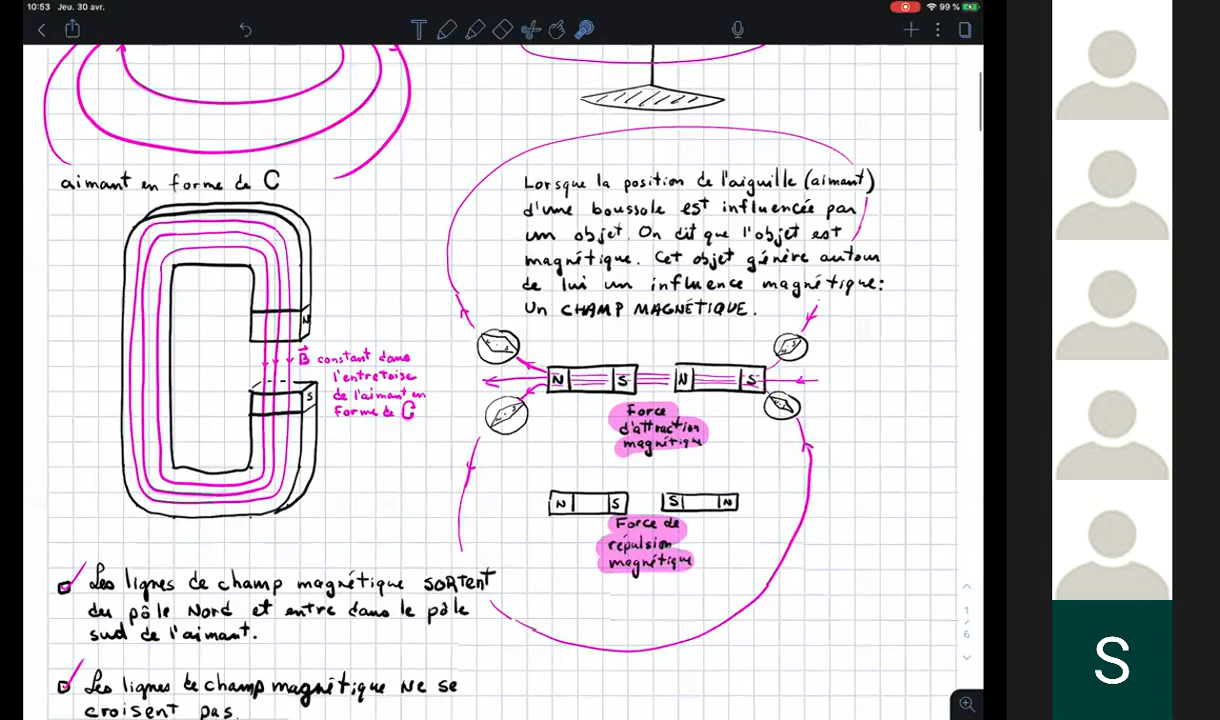 10:53 Jeu. 30 avr.
99 %
T
aimant en forme de C
N
S
B constant dans
l'entretoise
de l'aimant en
forme de C
Lorsque la position de l'aiguille (aimant)
d'une boussole est influencée par
un objet. On dit que l'objet est
magnétique. Cet objet génère autour
de lui un influence magnétique:
Un CHAMP MAGNÉTIQUE.
N S N S
Force
d'attraction
magnétique
N S S N
Force de
répulsion
magnétique
Les lignes de champ magnétique SORTENT
du pôle Nord et entre dans le pôle
sud de l'aimant.
Les lignes de champ magnétique Ne se
croisent pas.
1
/
6
S